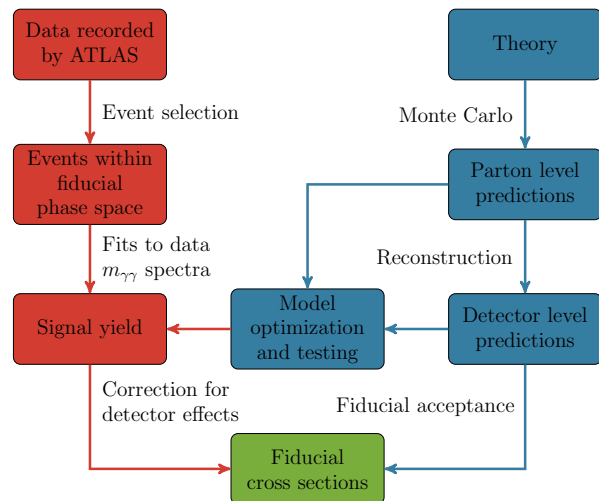 Data recorded
by ATLAS
Theory
Event selection
Monte Carlo
Events within
fiducial
phase space
Parton level
predictions
Fits to data
mγγ spectra
Reconstruction
Signal yield
Model
optimization
and testing
Detector level
predictions
Correction for
detector effects
Fiducial acceptance
Fiducial
cross sections